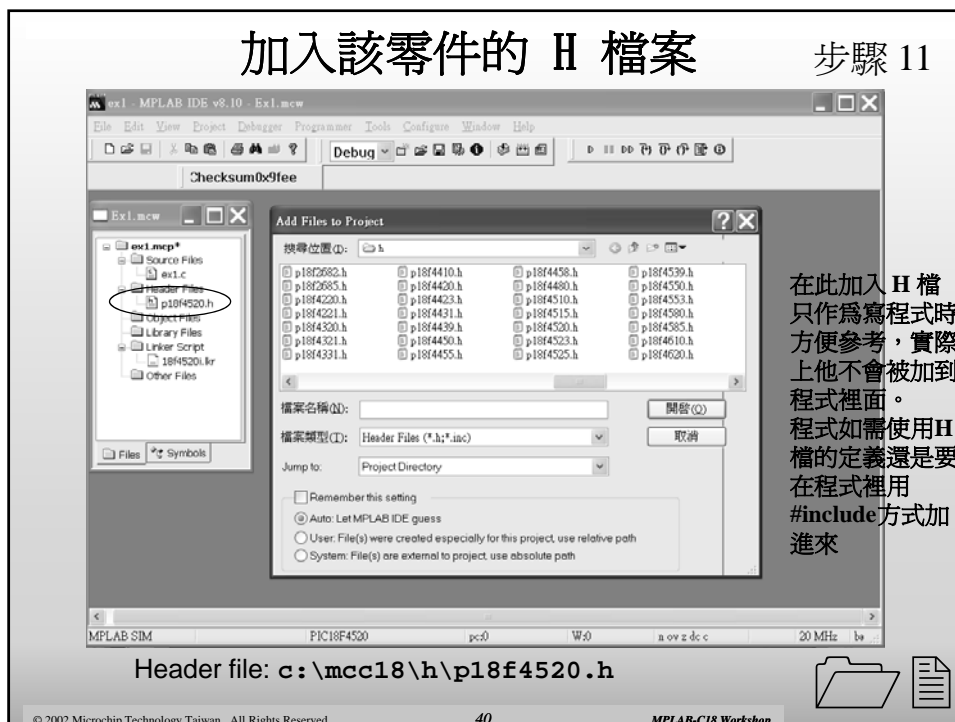 加入該零件的 H 檔案
步驟 11
ex1 - MPLAB IDE v8.10 - Ex1.mcw
File Edit View Project Debugger Programmer Tools Configure Window Help
Debug
Checksum0x9fee
Ex1.mcw
ex1.mcp*
Source Files
ex1.c
Header Files
p18f4520.h
Object Files
Library Files
Linker Script
18f4520i.lkr
Other Files
Files Symbols
Add Files to Project
搜尋位置(I): h
p18f2682.h p18f4410.h p18f4458.h p18f4539.h
p18f2685.h p18f4420.h p18f4480.h p18f4550.h
p18f4220.h p18f4423.h p18f4510.h p18f4553.h
p18f4221.h p18f4431.h p18f4515.h p18f4580.h
p18f4320.h p18f4439.h p18f4520.h p18f4585.h
p18f4321.h p18f4450.h p18f4523.h p18f4610.h
p18f4331.h p18f4455.h p18f4525.h p18f4620.h
檔案名稱(N): 開啟(O)
檔案類型(T): Header Files (*.h;*.inc) 取消
Jump to: Project Directory
Remember this setting
Auto: Let MPLAB IDE guess
User: File(s) were created especially for this project, use relative path
System: File(s) are external to project, use absolute path
在此加入 H 檔
只作爲寫程式時
方便參考，實際
上他不會被加到
程式裡面。
程式如需使用H
檔的定義還是要
在程式裡用
#include方式加
進來
MPLAB SIM PIC18F4520 pc:0 W:0 n ov z dc c 20 MHz
Header file: c:\mcc18\h\p18f4520.h
© 2002 Microchip Technology Taiwan. All Rights Reserved 40 MPLAB-C18 Workshop